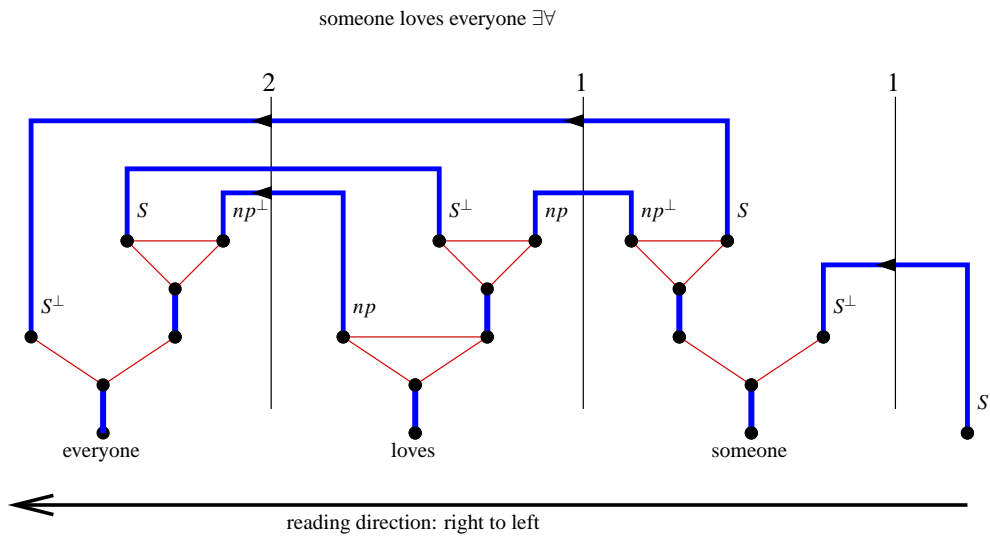 someone loves everyone ∃∀
2 1 1
S np⊥ S⊥ np np⊥ S
S⊥ np S⊥
S
everyone loves someone
reading direction: right to left